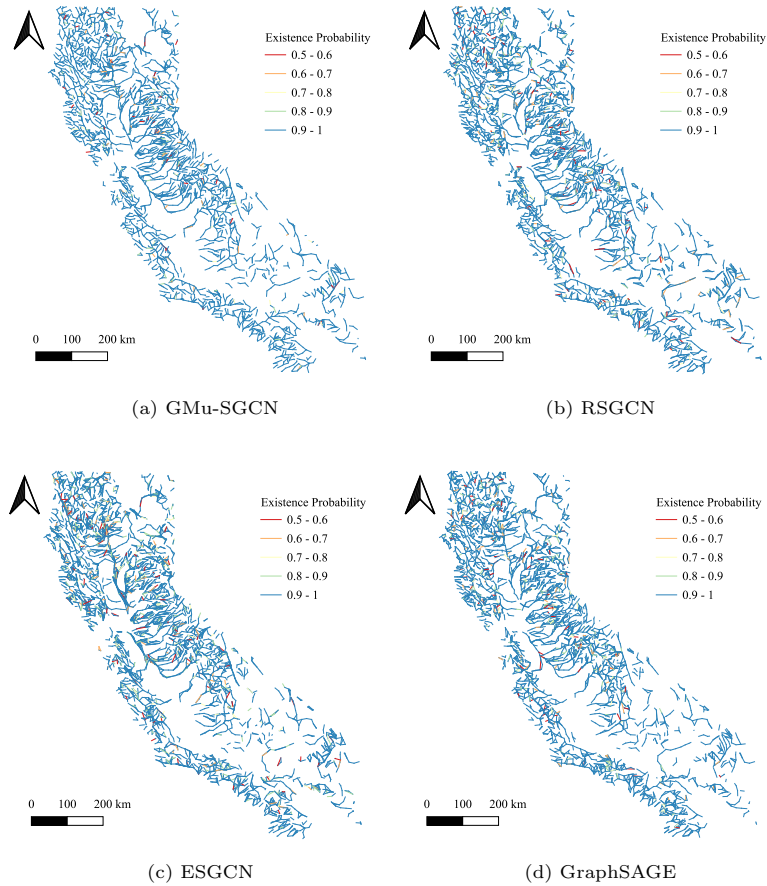 Existence Probability
0.5 - 0.6
0.6 - 0.7
0.7 - 0.8
0.8 - 0.9
0.9 - 1
0 100 200 km
(a) GMu-SGCN
Existence Probability
0.5 - 0.6
0.6 - 0.7
0.7 - 0.8
0.8 - 0.9
0.9 - 1
0 100 200 km
(b) RSGCN
Existence Probability
0.5 - 0.6
0.6 - 0.7
0.7 - 0.8
0.8 - 0.9
0.9 - 1
0 100 200 km
(c) ESGCN
Existence Probability
0.5 - 0.6
0.6 - 0.7
0.7 - 0.8
0.8 - 0.9
0.9 - 1
0 100 200 km
(d) GraphSAGE